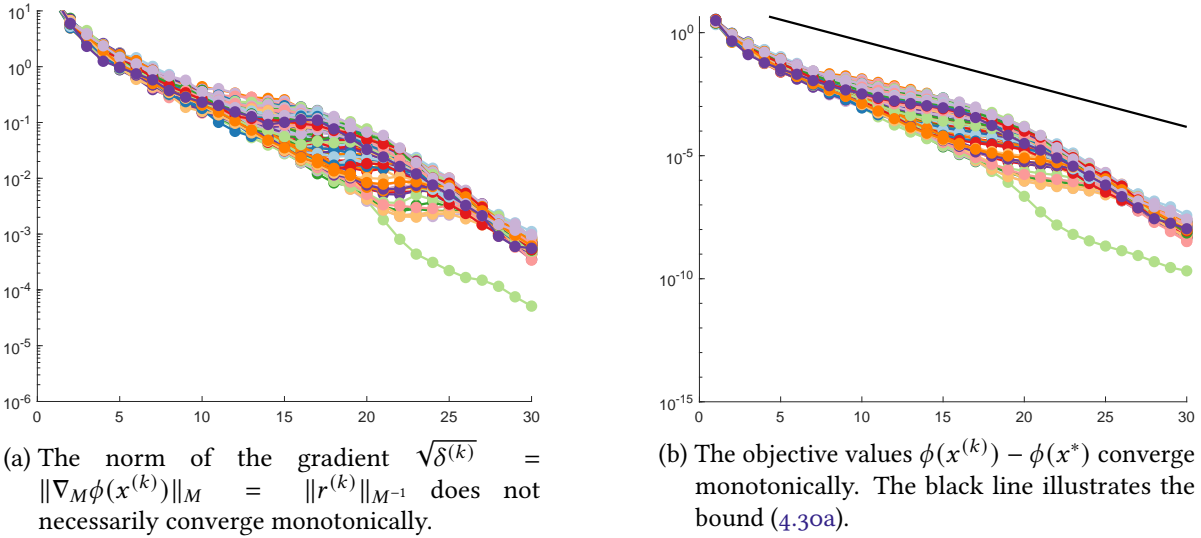 10^1
10^0
10^-1
10^-2
10^-3
10^-4
10^-5
10^-6
0 5 10 15 20 25 30
(a) The norm of the gradient √δ^(k) =
‖∇_M ϕ(x^(k))‖_M = ‖r^(k)‖_{M^-1} does not
necessarily converge monotonically.
10^0
10^-5
10^-10
10^-15
0 5 10 15 20 25 30
(b) The objective values ϕ(x^(k)) − ϕ(x^*) converge
monotonically. The black line illustrates the
bound (4.30a).